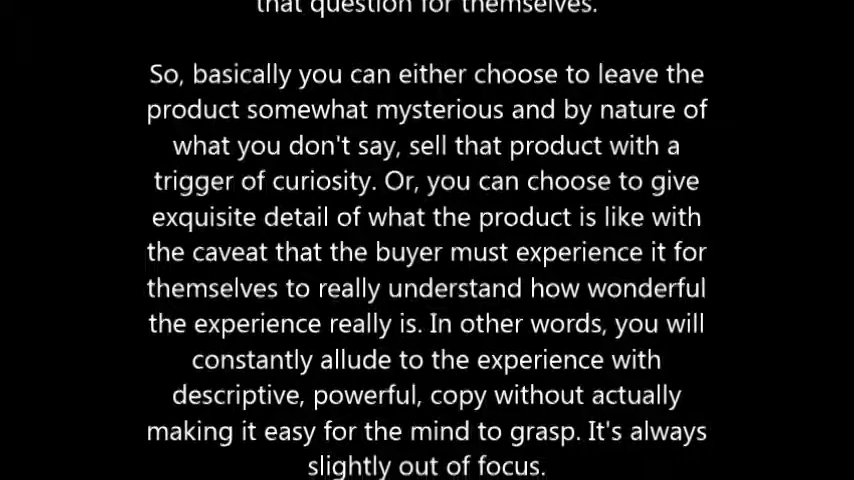 that question for themselves.
So, basically you can either choose to leave the
product somewhat mysterious and by nature of
what you don't say, sell that product with a
trigger of curiosity. Or, you can choose to give
exquisite detail of what the product is like with
the caveat that the buyer must experience it for
themselves to really understand how wonderful
the experience really is. In other words, you will
constantly allude to the experience with
descriptive, powerful, copy without actually
making it easy for the mind to grasp. It's always
slightly out of focus.